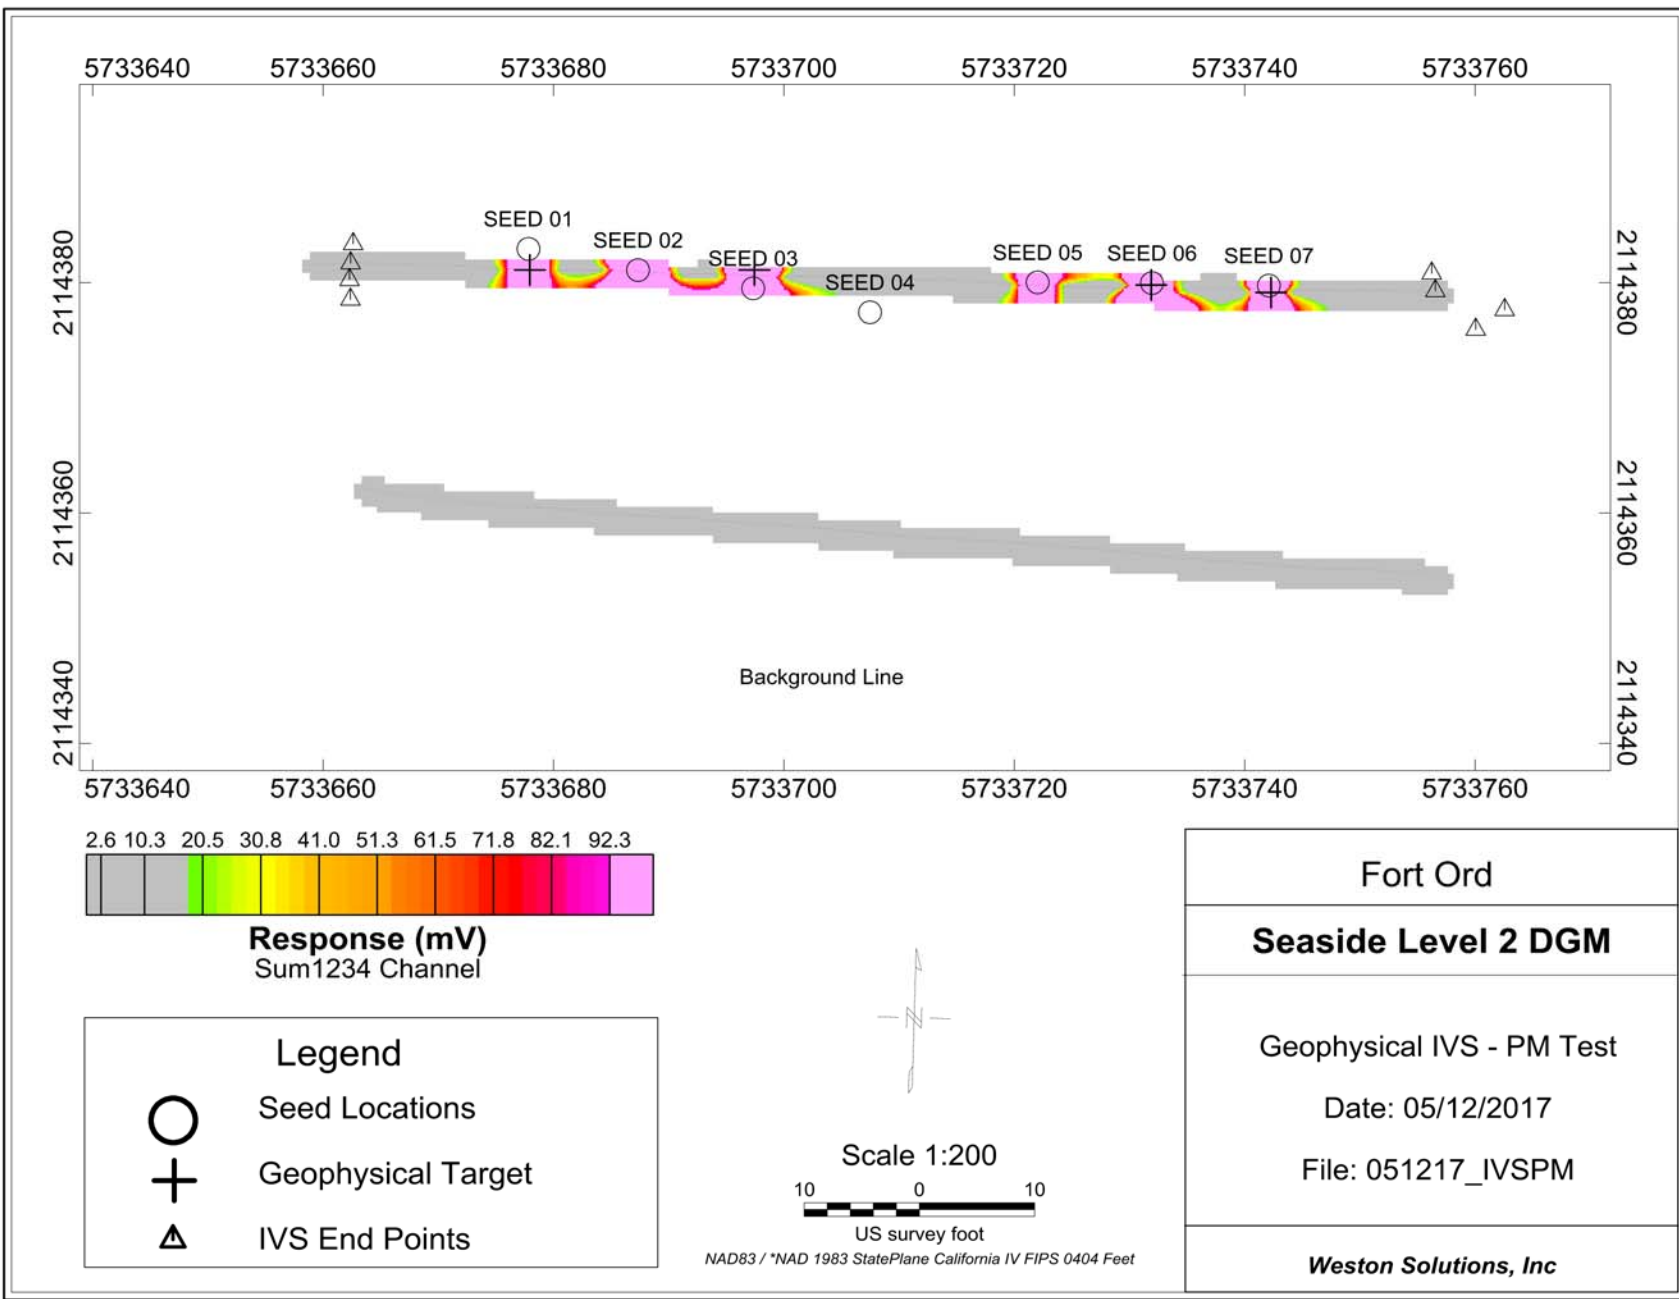 5733640 5733660 5733680 5733700 5733720 5733740 5733760
2114380
2114360
2114340
SEED 01
SEED 02
SEED 03
SEED 04
SEED 05
SEED 06
SEED 07
2114380
2114360
2114340
Background Line
5733640 5733660 5733680 5733700 5733720 5733740 5733760
2.6 10.3 20.5 30.8 41.0 51.3 61.5 71.8 82.1 92.3
Response (mV)
Sum1234 Channel
Legend
Seed Locations
Geophysical Target
IVS End Points
N
Scale 1:200
10 0 10
US survey foot
NAD83 / *NAD 1983 StatePlane California IV FIPS 0404 Feet
Fort Ord
Seaside Level 2 DGM
Geophysical IVS - PM Test
Date: 05/12/2017
File: 051217_IVSPM
Weston Solutions, Inc